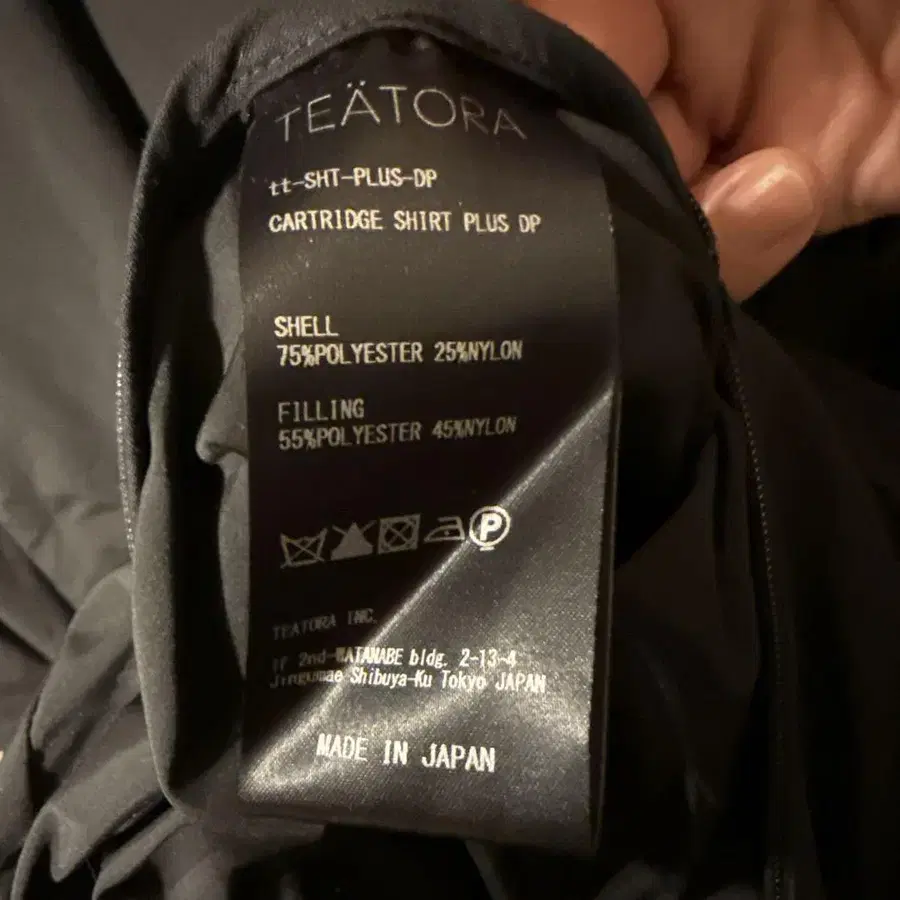 TEÄTORA
tt-SHT-PLUS-DP
CARTRIDGE SHIRT PLUS DP
SHELL
75%POLYESTER 25%NYLON
FILLING
55%POLYESTER 45%NYLON
P
TEATORA INC.
1F 2nd-WATANABE bldg. 2-13-4
Jingumae Shibuya-Ku Tokyo JAPAN
MADE IN JAPAN